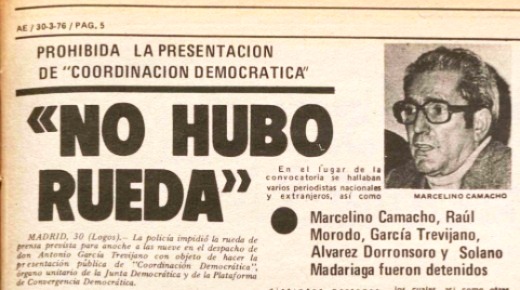 AE / 30-3-76 / PAG. 5
PROHIBIDA LA PRESENTACION
DE "COORDINACION DEMOCRATICA"
«NO HUBO
RUEDA»
MADRID, 30 (Logos).— La policía impidió la rueda de
prensa prevista para anoche a las nueve en el despacho de
don Antonio García Trevijano con objeto de hacer la
presentación pública de "Coordinación Democrática",
órgano unitario de la Junta Democrática y de la Plataforma
de Convergencia Democrática.
En el lugar de la
convocatoria se hallaban
varios periodistas nacionales
y extranjeros, así como
MARCELINO CAMACHO
Marcelino Camacho, Raúl
Morodo, García Trevijano,
Alvarez Dorronsoro y Solano
Madariaga fueron detenidos